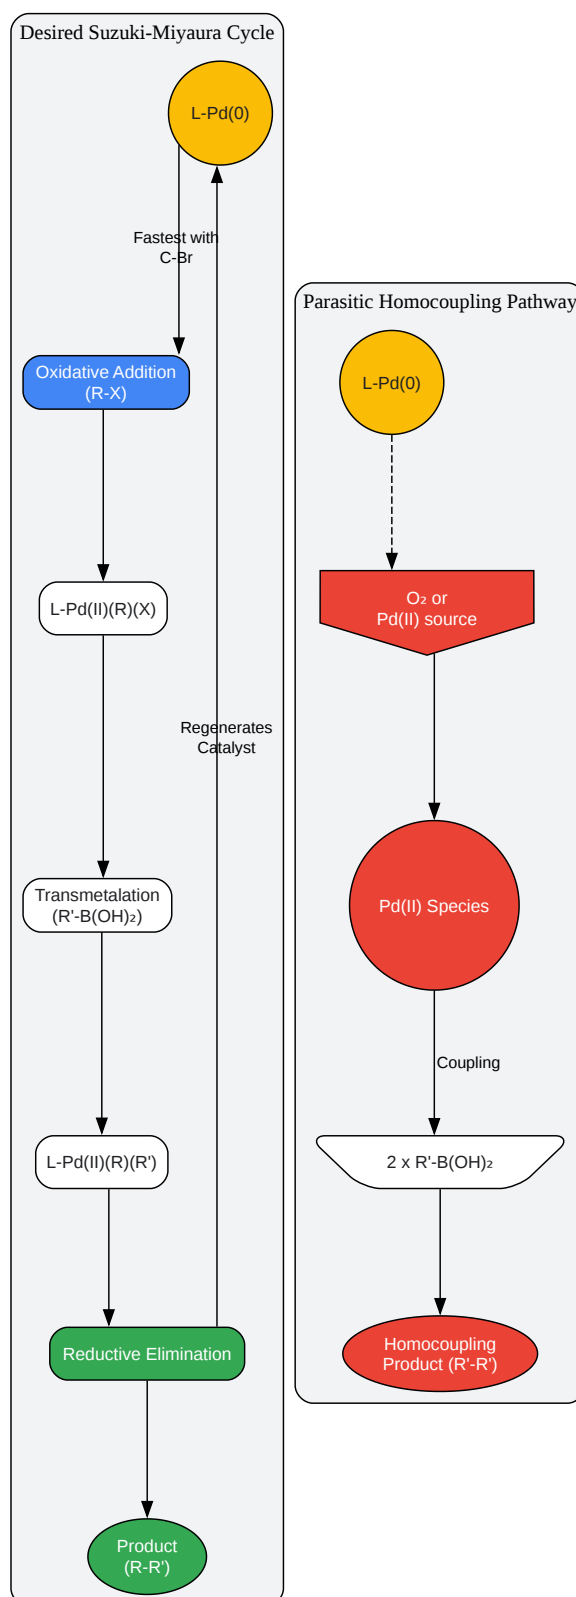 Desired Suzuki-Miyaura Cycle
L-Pd(0)
Fastest with
C-Br
Oxidative Addition
(R-X)
L-Pd(II)(R)(X)
Regenerates
Catalyst
Transmetalation
(R'-B(OH)₂)
L-Pd(II)(R)(R')
Reductive Elimination
Product
(R-R')
Parasitic Homocoupling Pathway
L-Pd(0)
O₂ or
Pd(II) source
Pd(II) Species
Coupling
2 x R'-B(OH)₂
Homocoupling
Product (R'-R')